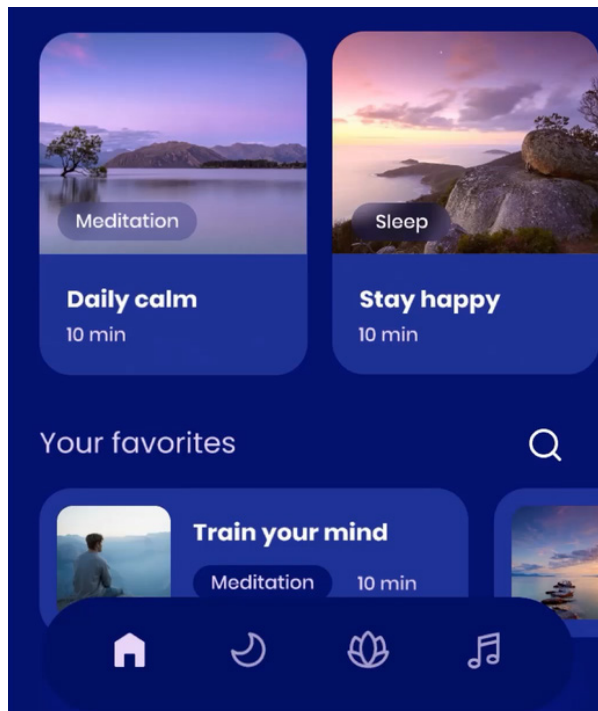 Meditation
Sleep
Daily calm
10 min
Stay happy
10 min
Your favorites
Train your mind
Meditation 10 min